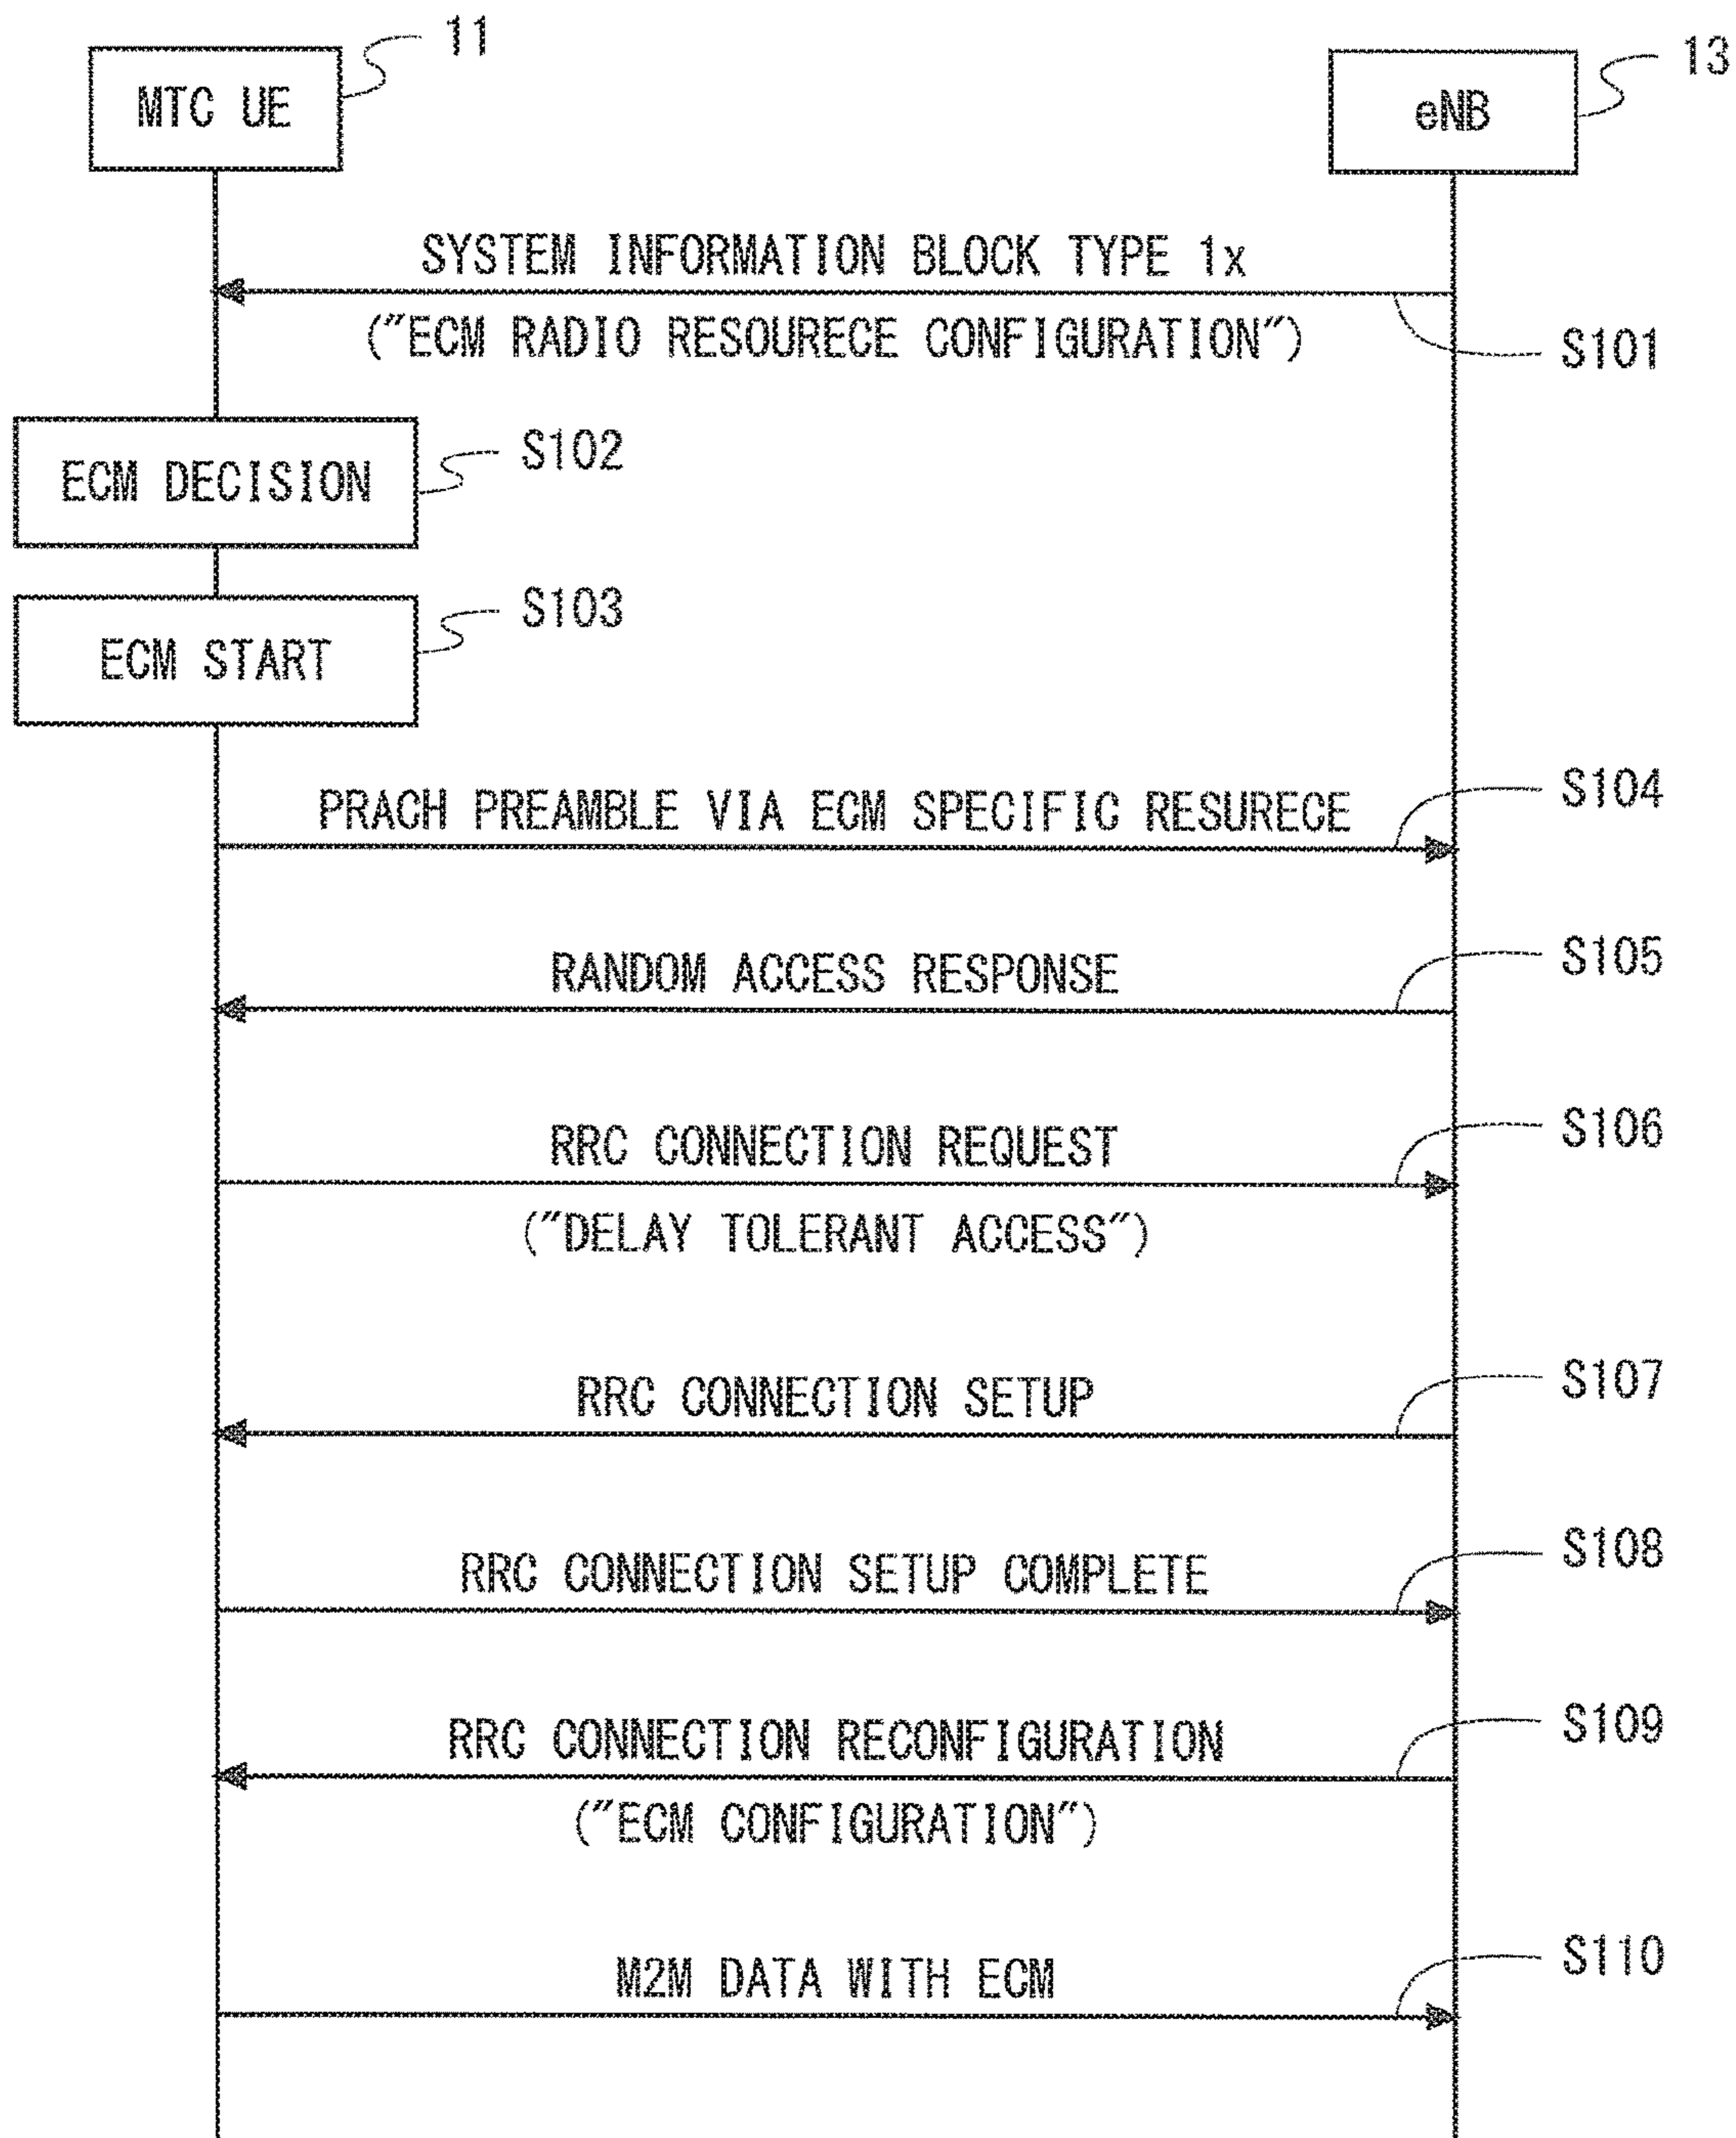 11
MTC UE
13
eNB
SYSTEM INFORMATION BLOCK TYPE 1x
("ECM RADIO RESOURECE CONFIGURATION")
S101
ECM DECISION
S102
ECM START
S103
PRACH PREAMBLE VIA ECM SPECIFIC RESURECE
S104
RANDOM ACCESS RESPONSE
S105
RRC CONNECTION REQUEST
("DELAY TOLERANT ACCESS")
S106
RRC CONNECTION SETUP
S107
RRC CONNECTION SETUP COMPLETE
S108
RRC CONNECTION RECONFIGURATION
("ECM CONFIGURATION")
S109
M2M DATA WITH ECM
S110